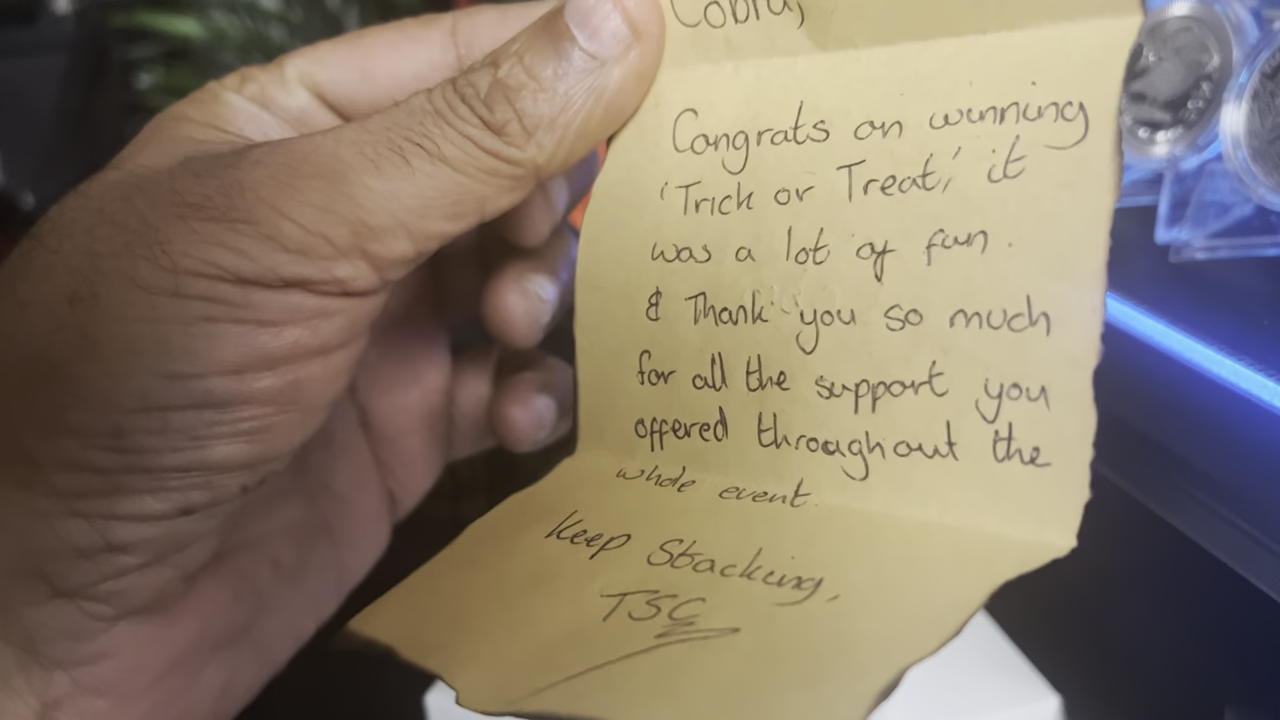 Cobra,
Congrats on winning
'Trick or Treat,' it
was a lot of fun.
& Thank you so much
for all the support you
offered throughout the
whole event.
Keep Stacking,
TSC